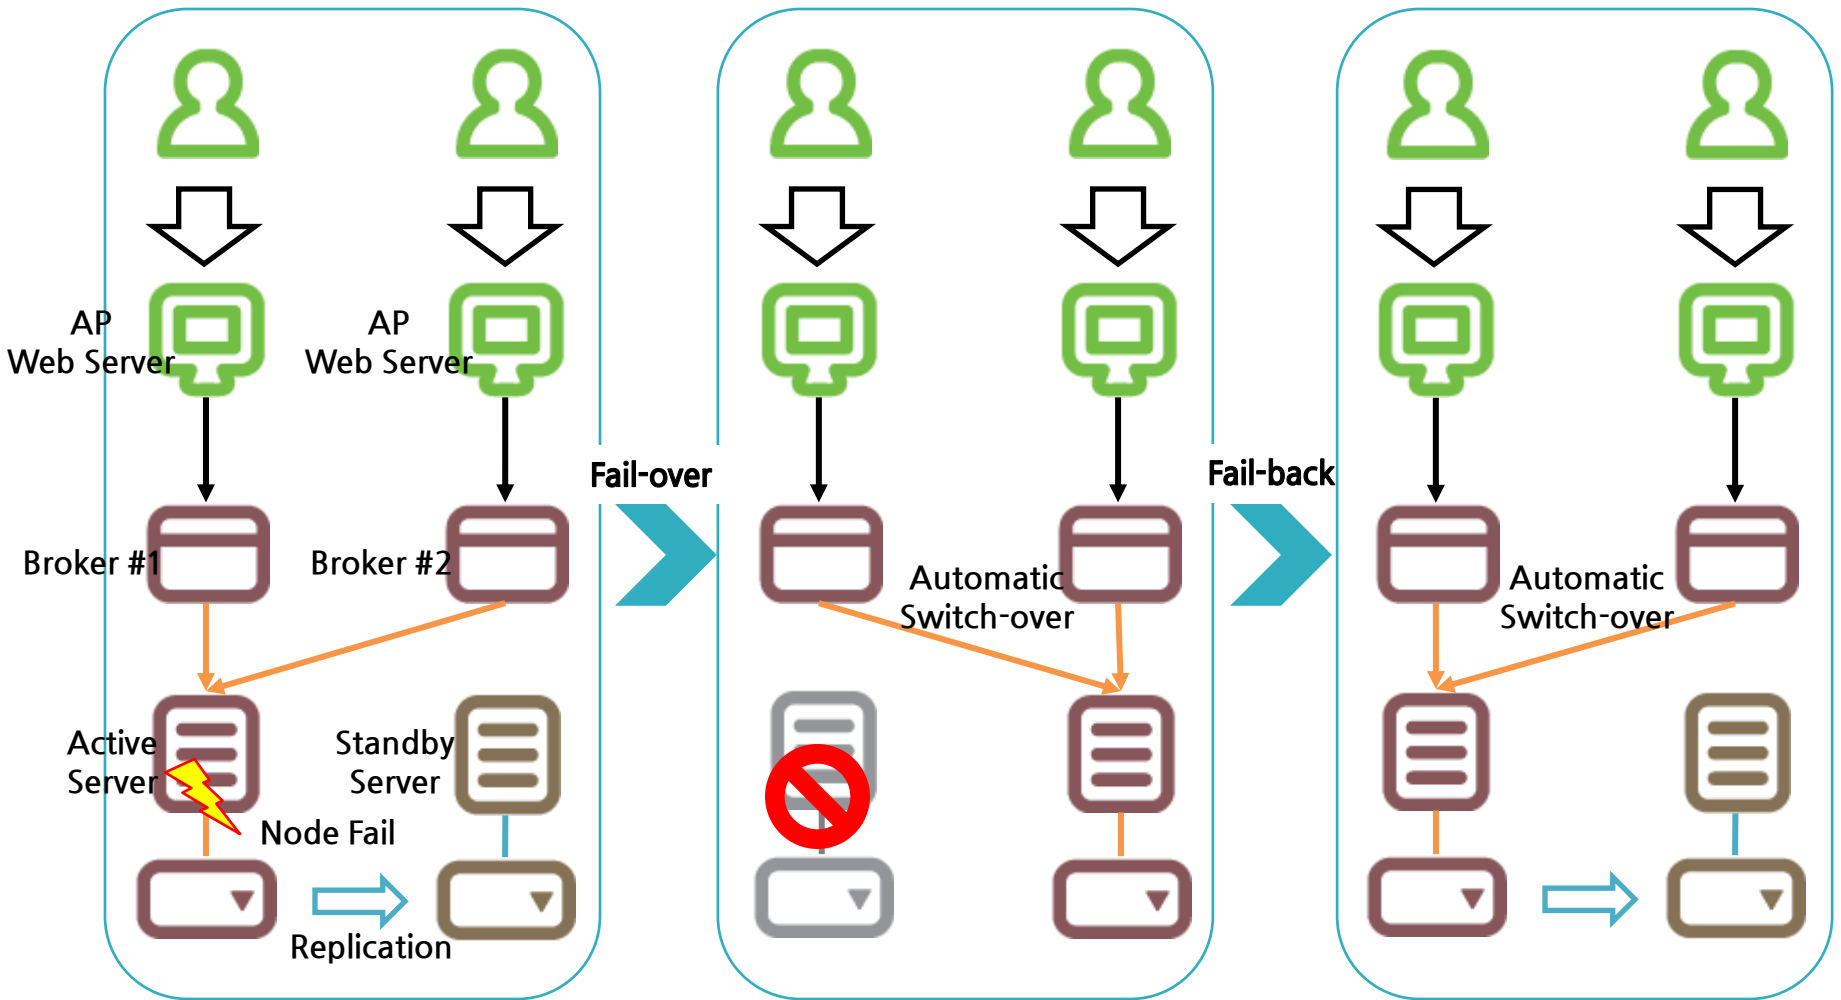 AP
Web Server
AP
Web Server
Fail-over
Fail-back
Broker #1
Broker #2
Automatic
Switch-over
Automatic
Switch-over
Active
Server
Standby
Server
Node Fail
Replication